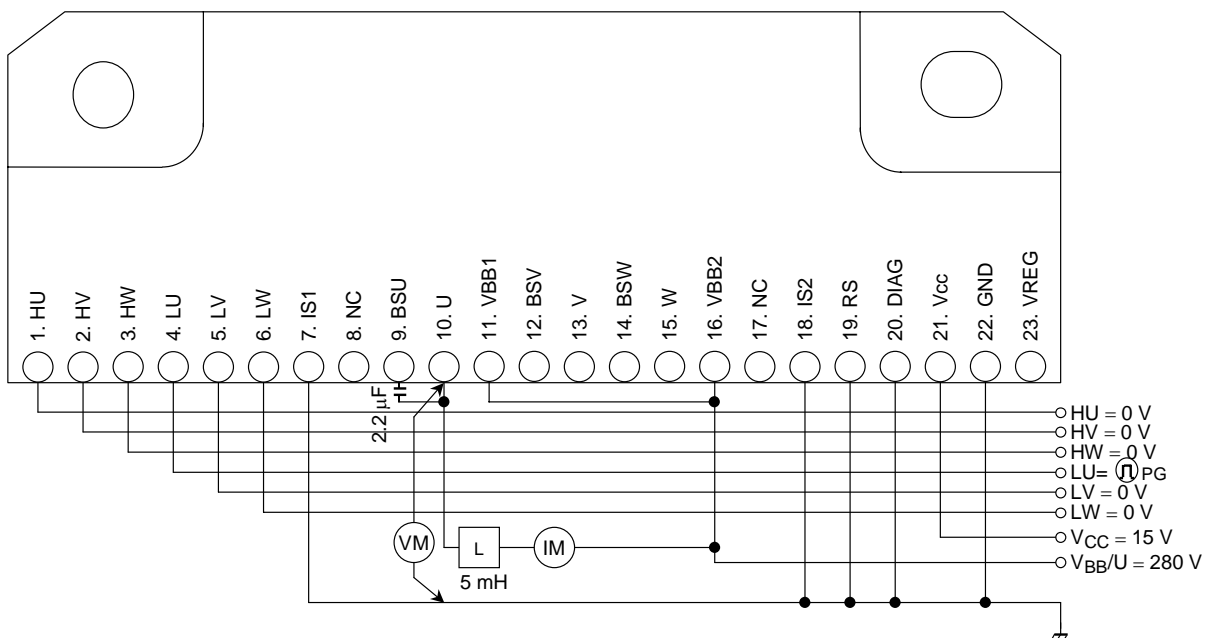 1. HU
2. HV
3. HW
4. LU
5. LV
6. LW
7. IS1
8. NC
9. BSU
10. U
11. VBB1
12. BSV
13. V
14. BSW
15. W
16. VBB2
17. NC
18. IS2
19. RS
20. DIAG
21. Vcc
22. GND
23. VREG
2.2 μF
HU = 0 V
HV = 0 V
HW = 0 V
LU= PG
LV = 0 V
LW = 0 V
VCC = 15 V
VBB/U = 280 V
VM
L
IM
5 mH